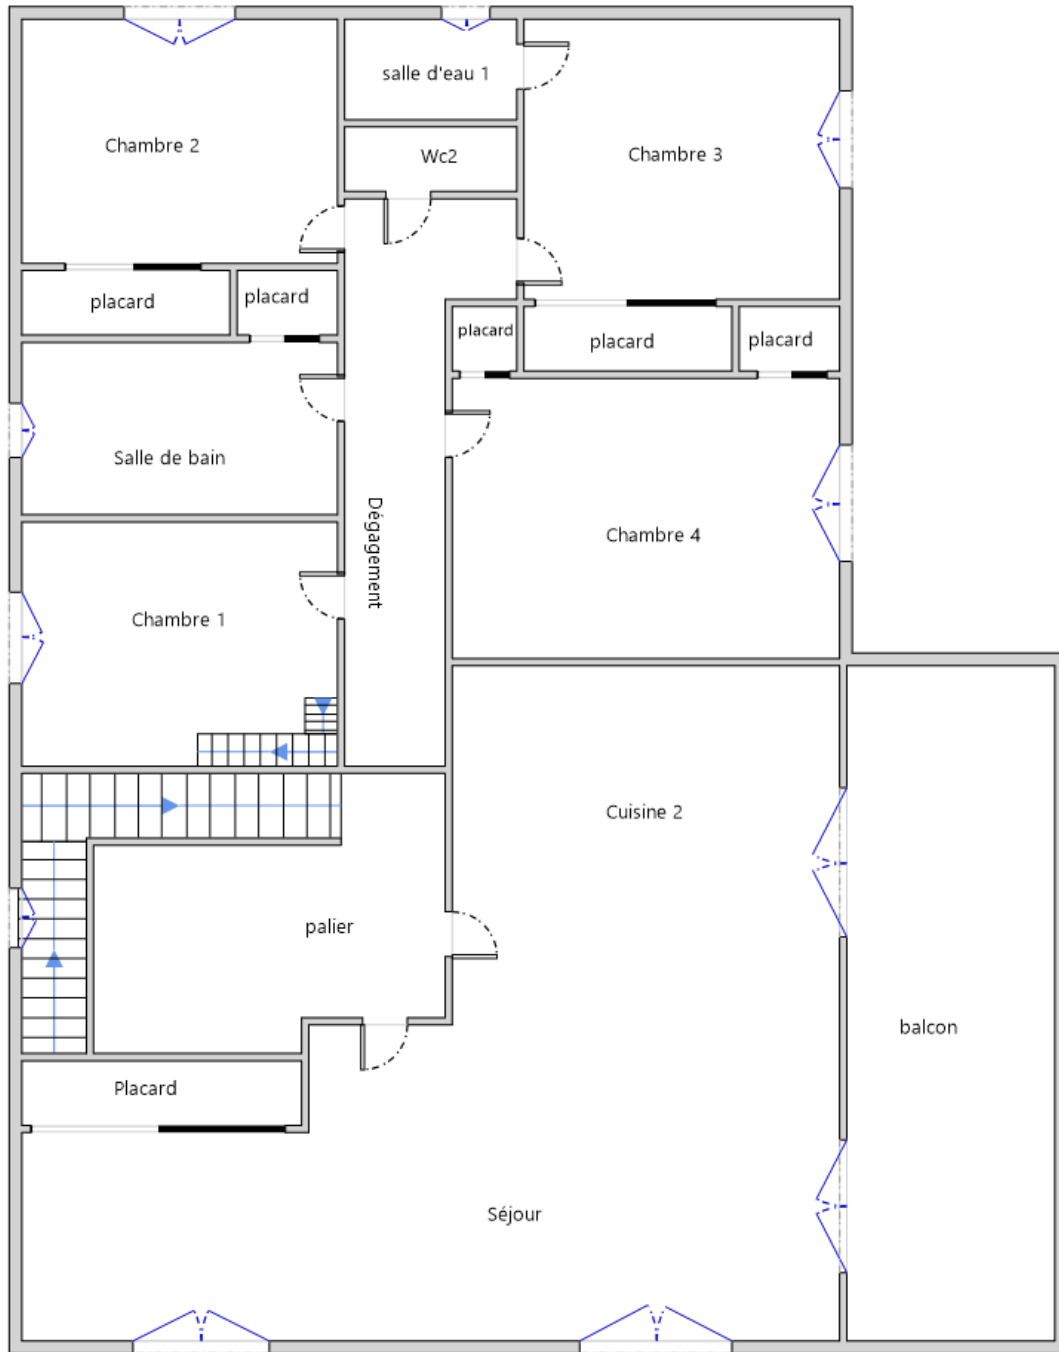 salle d'eau 1
Chambre 2
Wc2
Chambre 3
placard
placard
placard
placard
placard
Salle de bain
Dégagement
Chambre 4
Chambre 1
Cuisine 2
palier
balcon
Placard
Séjour